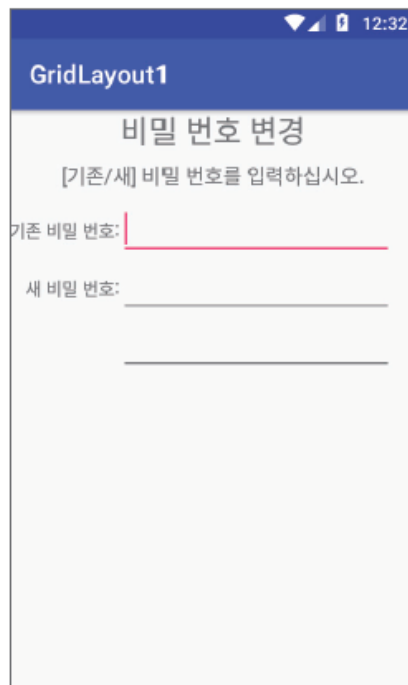 12:32
GridLayout1
비밀 번호 변경
[기존/새] 비밀 번호를 입력하십시오.
기존 비밀 번호:
새 비밀 번호: